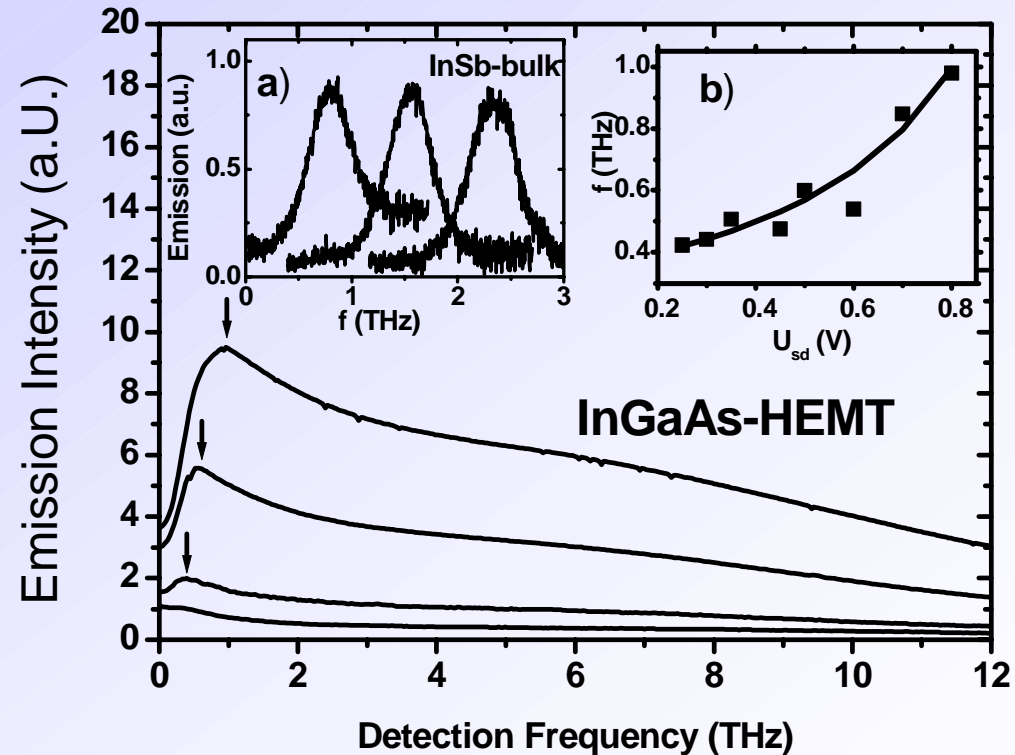 Emission Intensity (a.U.)
20
18
16
14
12
10
8
6
4
2
0
0 2 4 6 8 10 12
Detection Frequency (THz)
InGaAs-HEMT
a)
InSb-bulk
Emission (a.u.)
1.0
0.5
0.0
0 1 2 3
f (THz)
b)
f (THz)
1.0
0.8
0.6
0.4
0.2 0.4 0.6 0.8
U_sd (V)